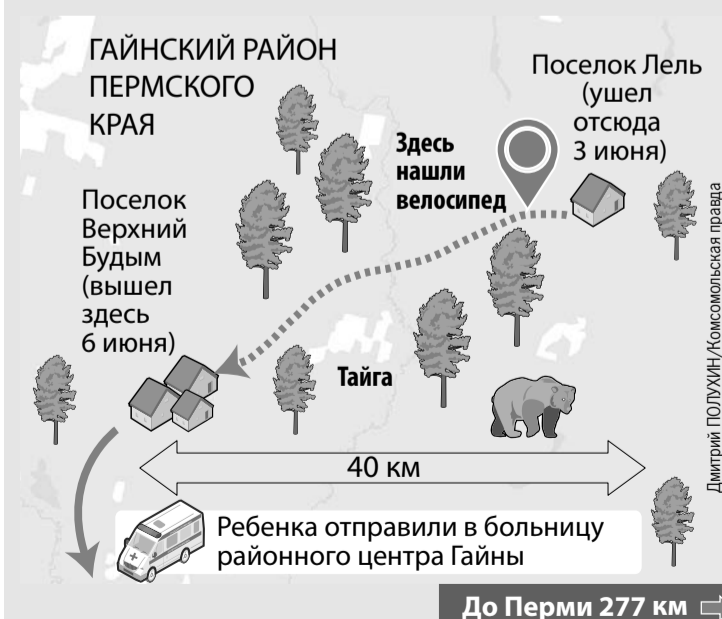 ГАЙНСКИЙ РАЙОН
ПЕРМСКОГО
КРАЯ
Поселок Лель
(ушел
отсюда
3 июня)
Здесь
нашли
велосипед
Поселок
Верхний
Будым
(вышел
здесь
6 июня)
Тайга
40 км
Ребенка отправили в больницу
районного центра Гайны
До Перми 277 км
Дмитрий ПОЛУХИН/Комсомольская правда